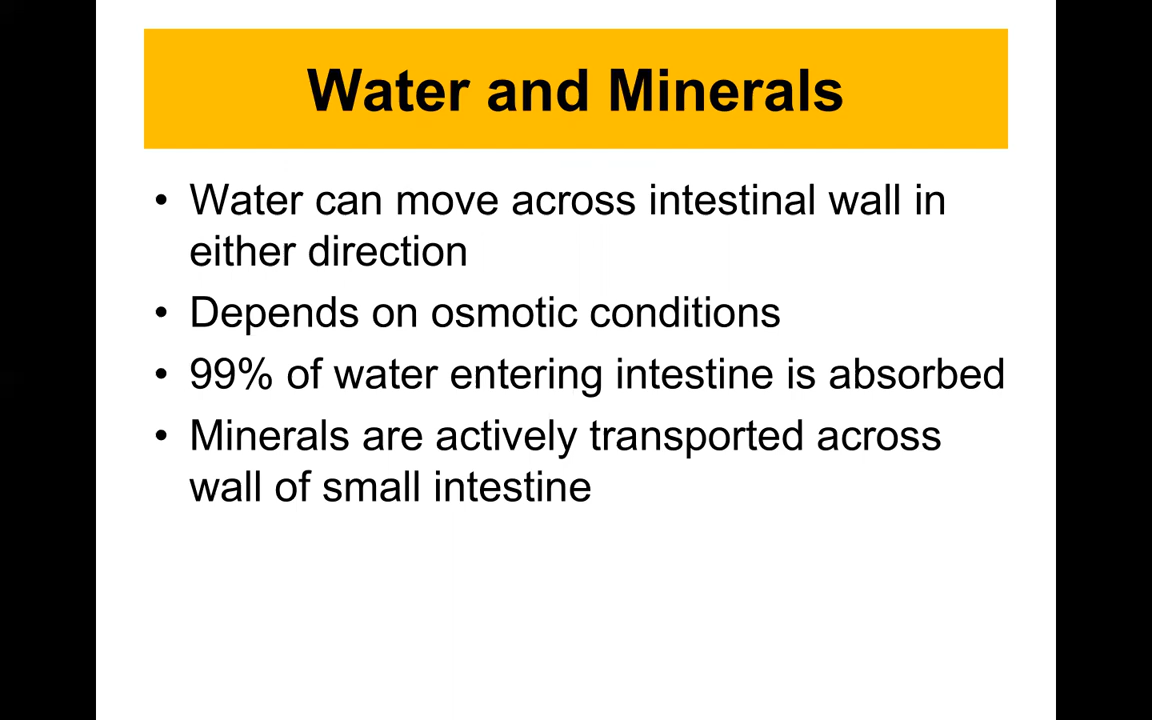 Water and Minerals
• Water can move across intestinal wall in
either direction
• Depends on osmotic conditions
• 99% of water entering intestine is absorbed
• Minerals are actively transported across
wall of small intestine